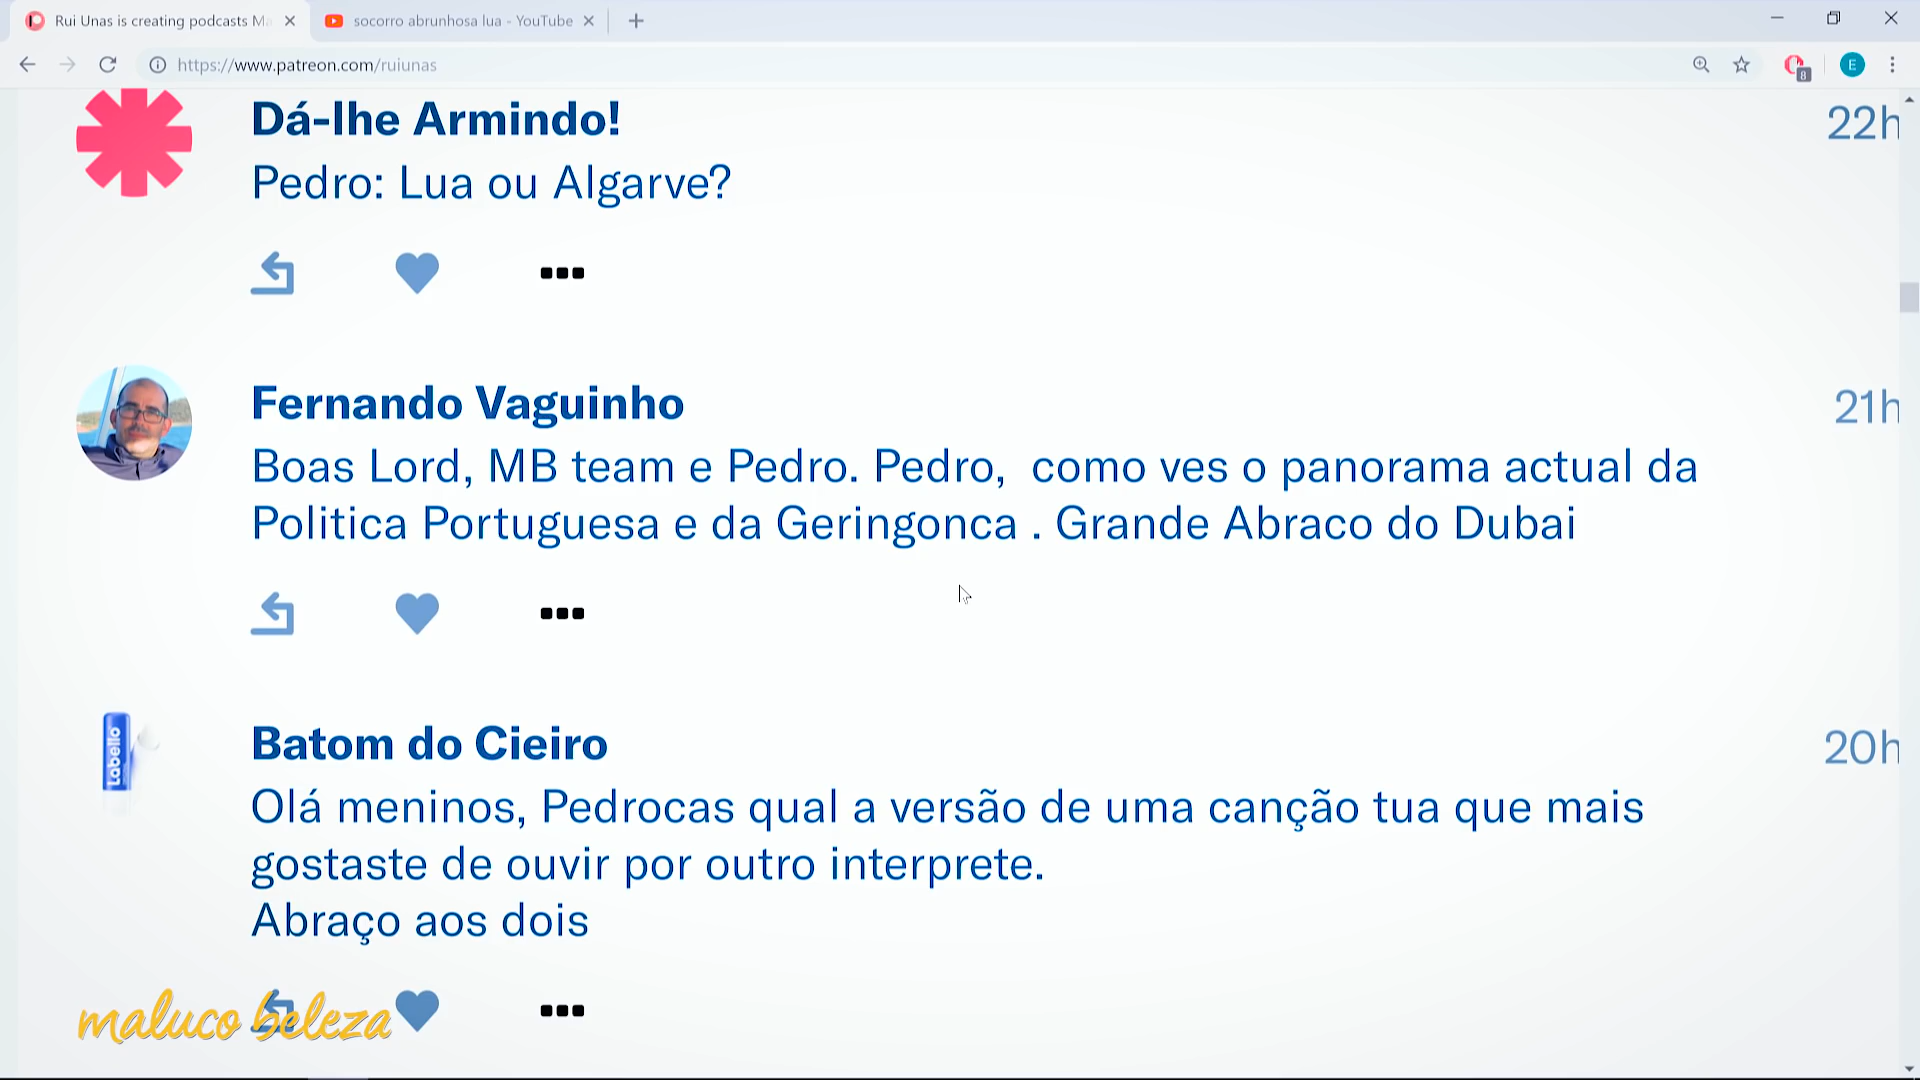 Rui Unas is creating podcasts Ma
socorro abrunhosa lua - YouTube
https://www.patreon.com/ruiunas
8
E
Dá-lhe Armindo!
22h
Pedro: Lua ou Algarve?
Fernando Vaguinho
21h
Boas Lord, MB team e Pedro. Pedro,  como ves o panorama actual da
Politica Portuguesa e da Geringonca . Grande Abraco do Dubai
Labello
Batom do Cieiro
20h
Olá meninos, Pedrocas qual a versão de uma canção tua que mais
gostaste de ouvir por outro interprete.
Abraço aos dois
maluco beleza